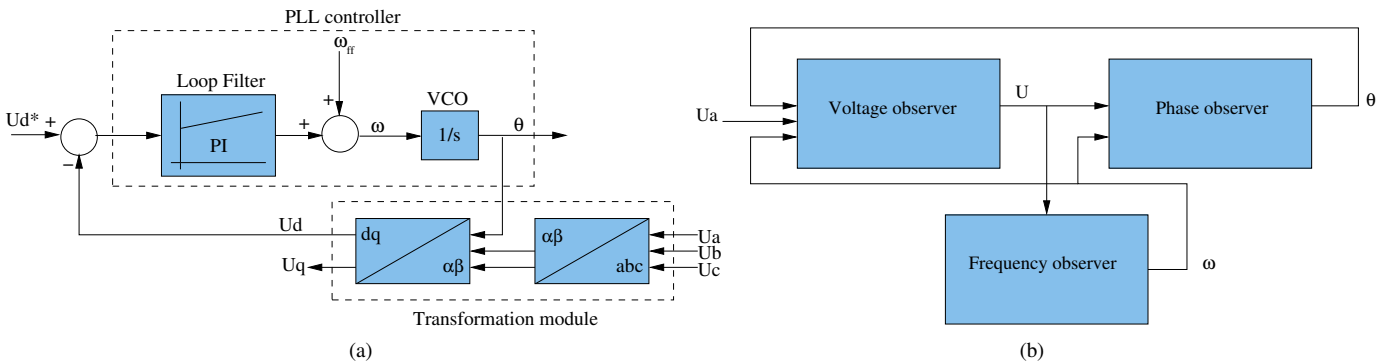 PLL controller
ω_ff
Loop Filter
VCO
Ud* +
+
+
PI
ω
1/s
θ
−
Ud
dq
αβ
αβ
abc
Ua
Ub
Uc
Uq
Transformation module
(a)
Voltage observer
U
Phase observer
θ
Ua
Frequency observer
ω
(b)